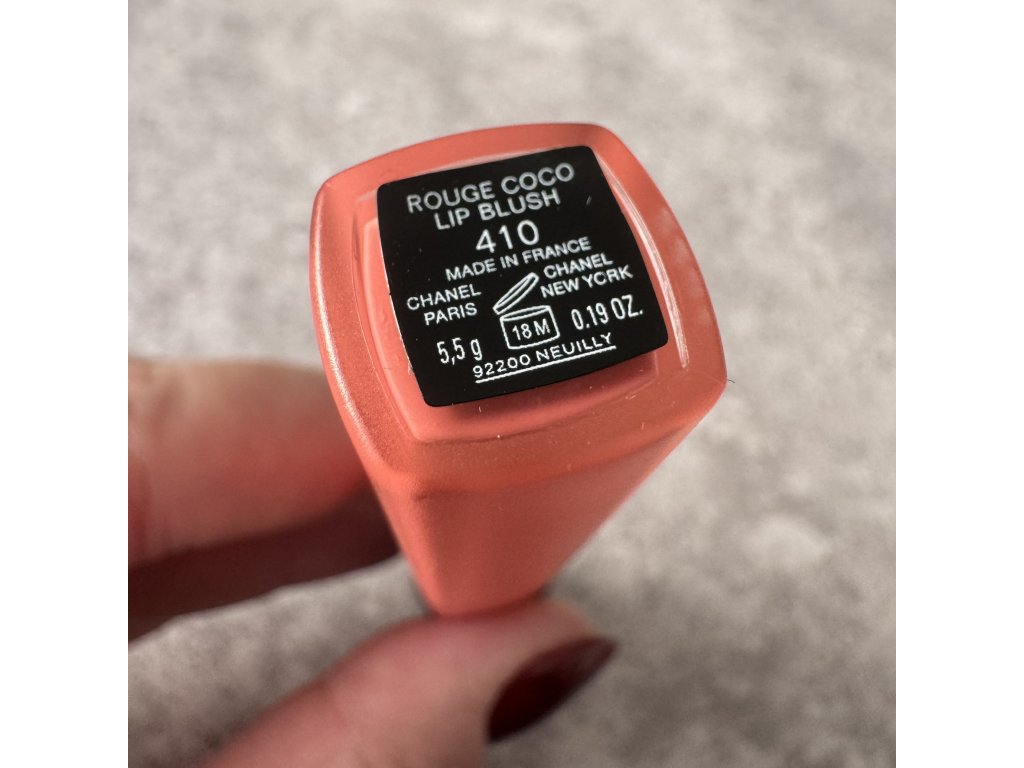 ROUGE COCO
LIP BLUSH
410
MADE IN FRANCE
CHANEL
PARIS
CHANEL
NEW YORK
5,5 g
18 M
0.19 OZ.
92200 NEUILLY